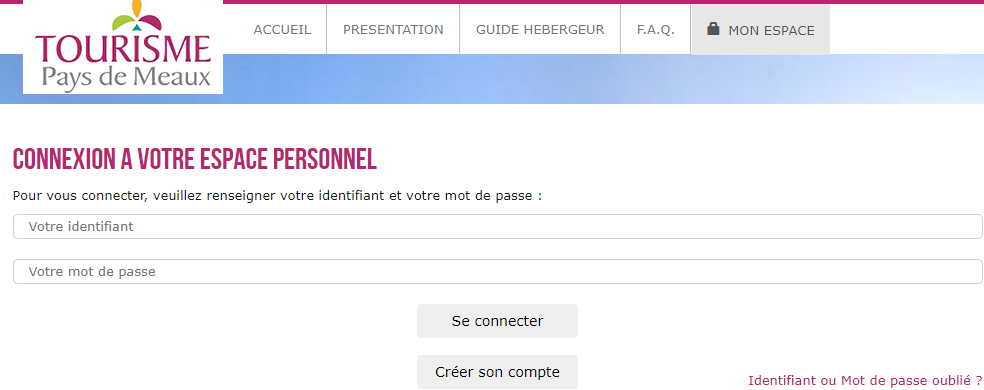 TOURISME
Pays de Meaux
ACCUEIL
PRESENTATION
GUIDE HEBERGEUR
F.A.Q.
MON ESPACE
CONNEXION A VOTRE ESPACE PERSONNEL
Pour vous connecter, veuillez renseigner votre identifiant et votre mot de passe :
Votre identifiant
Votre mot de passe
Se connecter
Créer son compte
Identifiant ou Mot de passe oublié ?